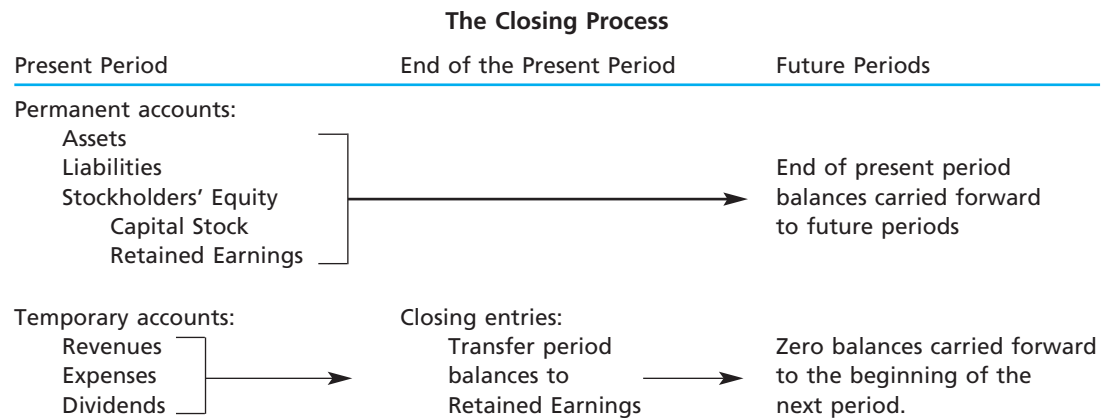 The Closing Process
Present Period End of the Present Period Future Periods
Permanent accounts:
Assets
Liabilities
Stockholders' Equity
Capital Stock
Retained Earnings
End of present period
balances carried forward
to future periods
Temporary accounts:
Revenues
Expenses
Dividends
Closing entries:
Transfer period
balances to
Retained Earnings
Zero balances carried forward
to the beginning of the
next period.